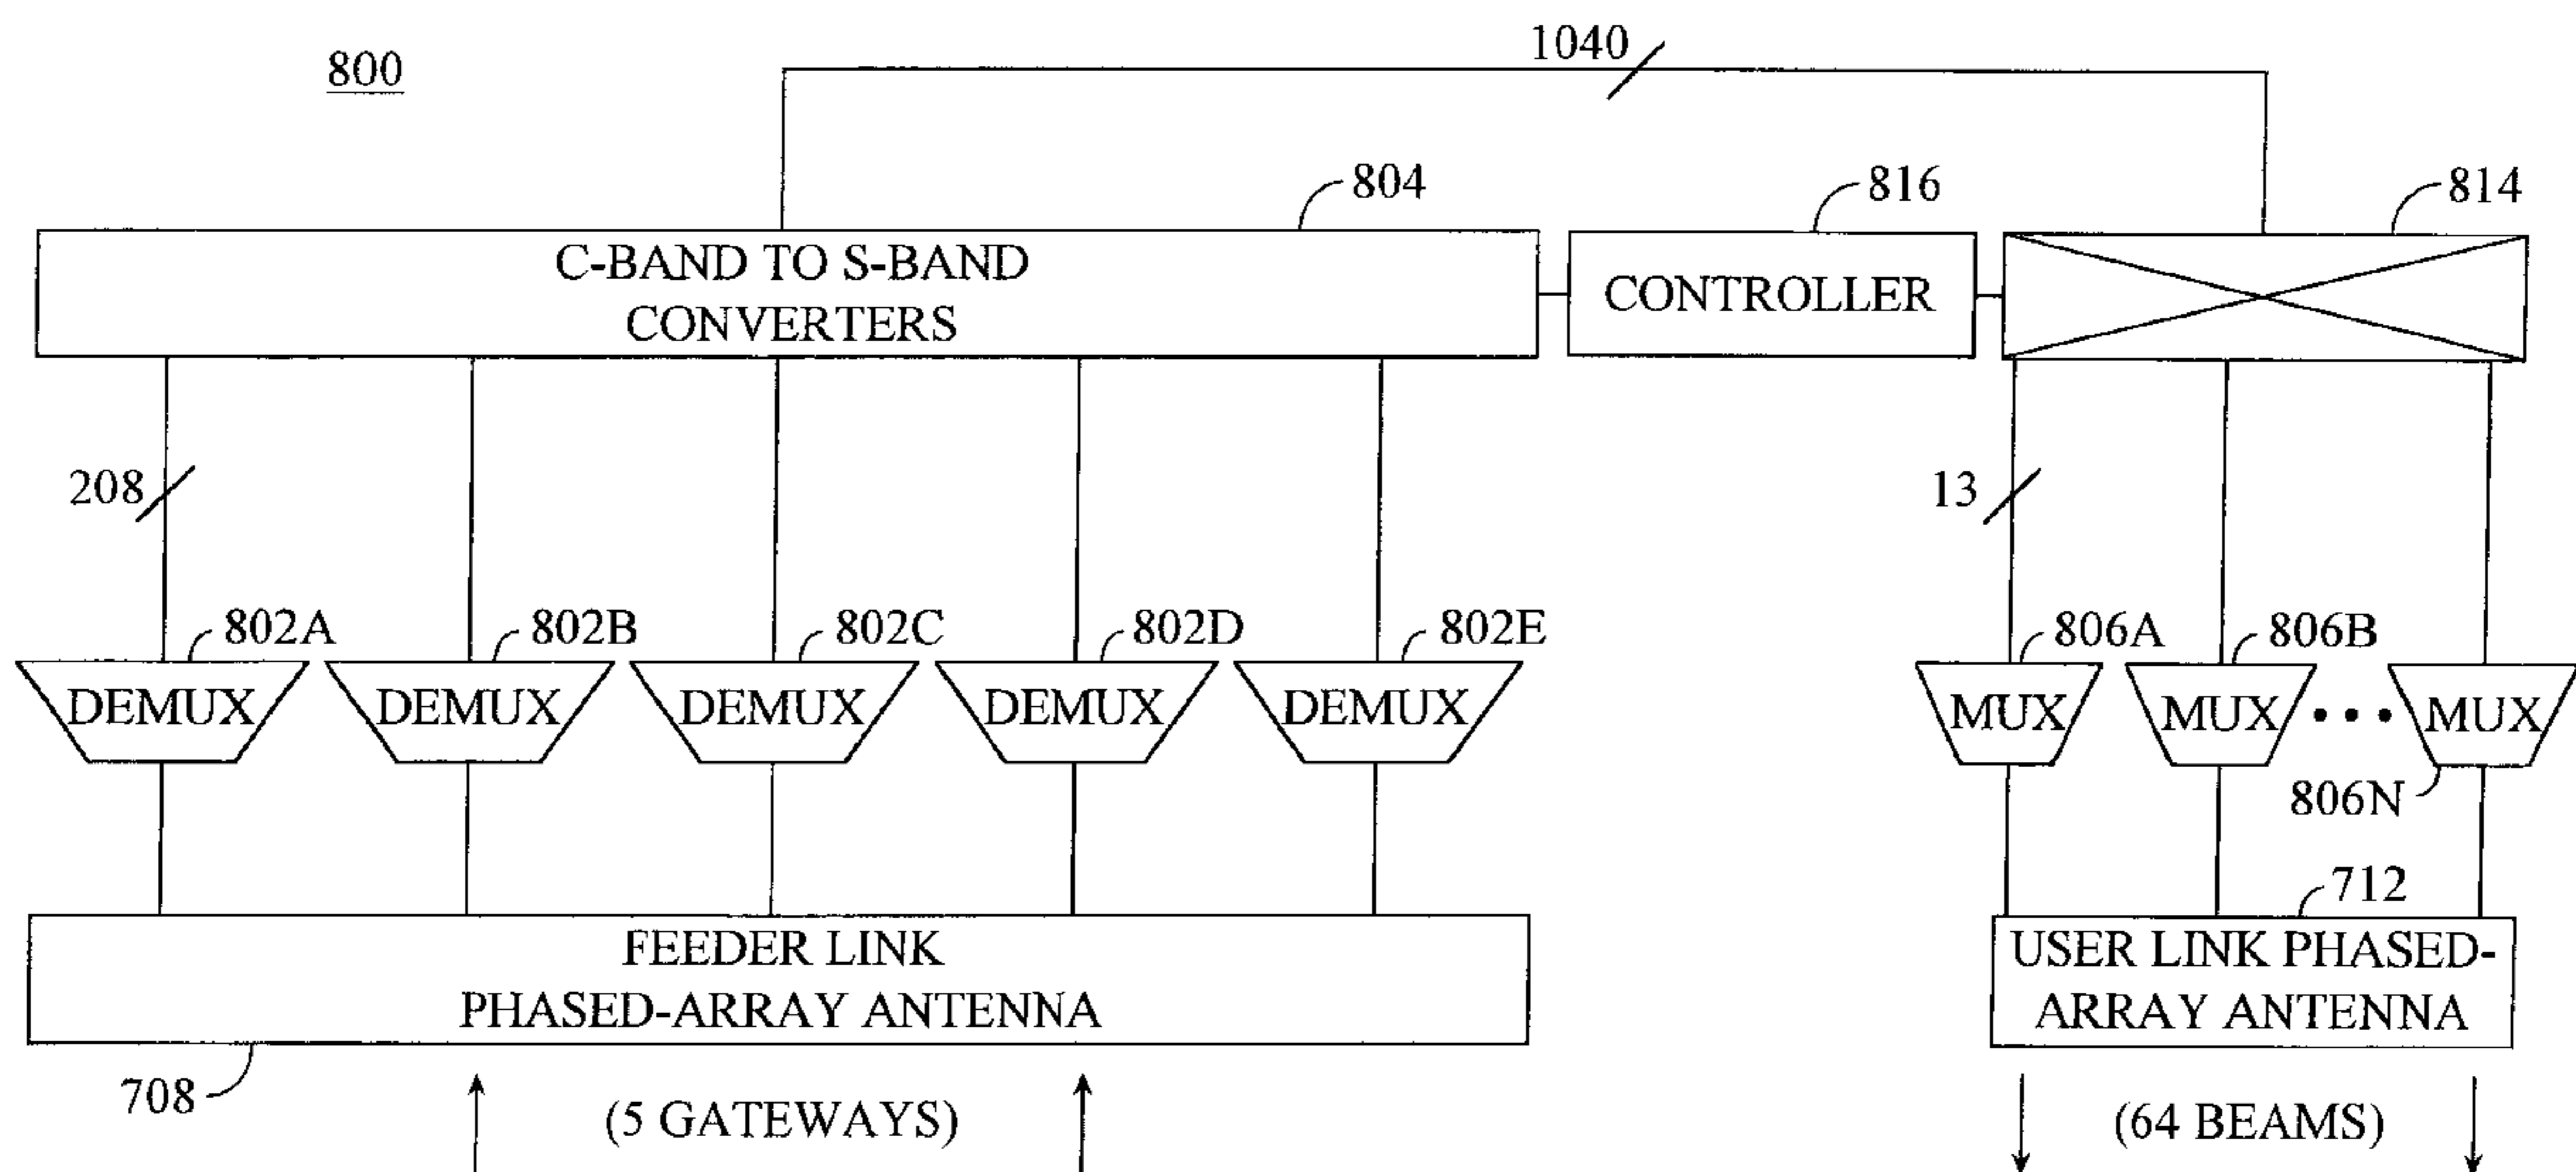 800
1040
804
816
814
C-BAND TO S-BAND
CONVERTERS
CONTROLLER
208
13
802A
802B
802C
802D
802E
806A
806B
DEMUX
DEMUX
DEMUX
DEMUX
DEMUX
MUX
MUX
MUX
806N
712
FEEDER LINK
PHASED-ARRAY ANTENNA
USER LINK PHASED-
ARRAY ANTENNA
708
(5 GATEWAYS)
(64 BEAMS)